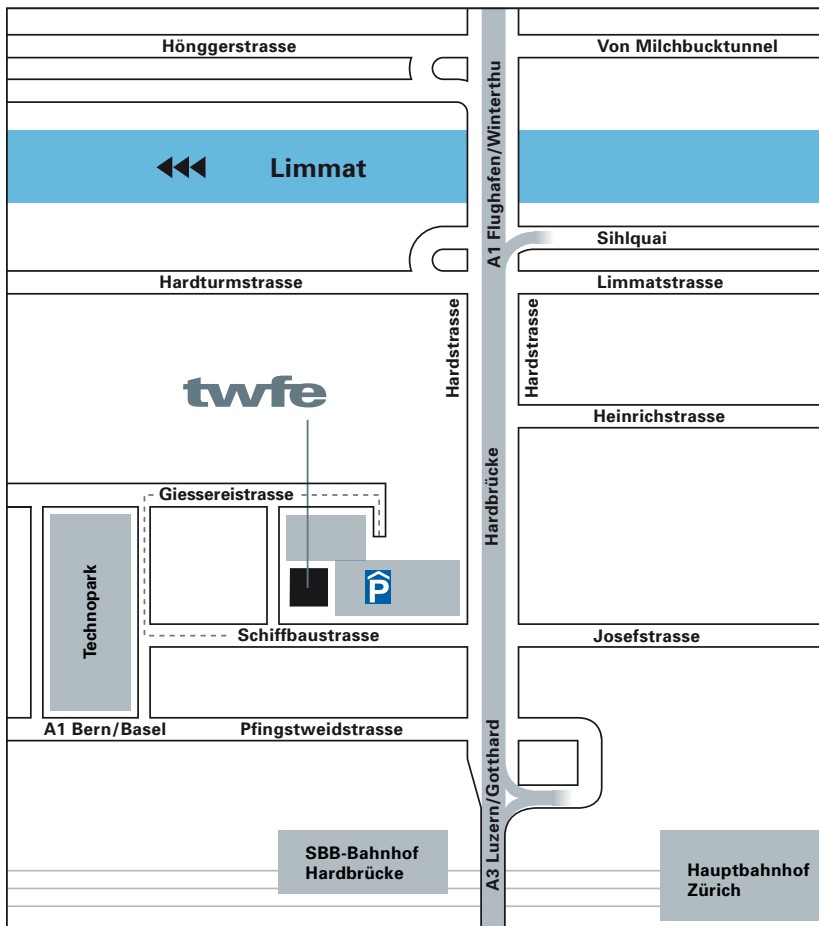 Hönggerstrasse
Von Milchbucktunnel
A1 Flughafen/Winterthu
Limmat
Sihlquai
Hardturmstrasse
Limmatstrasse
Hardstrasse
Hardstrasse
twfe
Heinrichstrasse
Hardbrücke
Giessereistrasse
Technopark
P
Schiffbaustrasse
Josefstrasse
A1 Bern/Basel
Pfingstweidstrasse
A3 Luzern/Gotthard
SBB-Bahnhof
Hardbrücke
Hauptbahnhof
Zürich